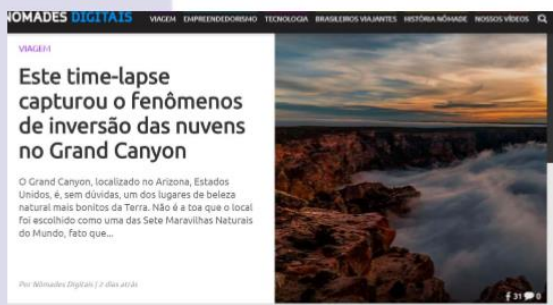 NÔMADES DIGITAIS VIAGEM EMPREENDEDORISMO TECNOLOGIA BRASILEIROS VIAJANTES HISTÓRIA NÔMADE NOSSOS VÍDEOS
VIAGEM
Este time-lapse
capturou o fenômenos
de inversão das nuvens
no Grand Canyon
O Grand Canyon, localizado no Arizona, Estados
Unidos, é, sem dúvidas, um dos lugares de beleza
natural mais bonitos da Terra. Não é a toa que o local
foi escolhido como uma das Sete Maravilhas Naturais
do Mundo, fato que...
Por Nômades Digitais | 2 dias atrás
31 0